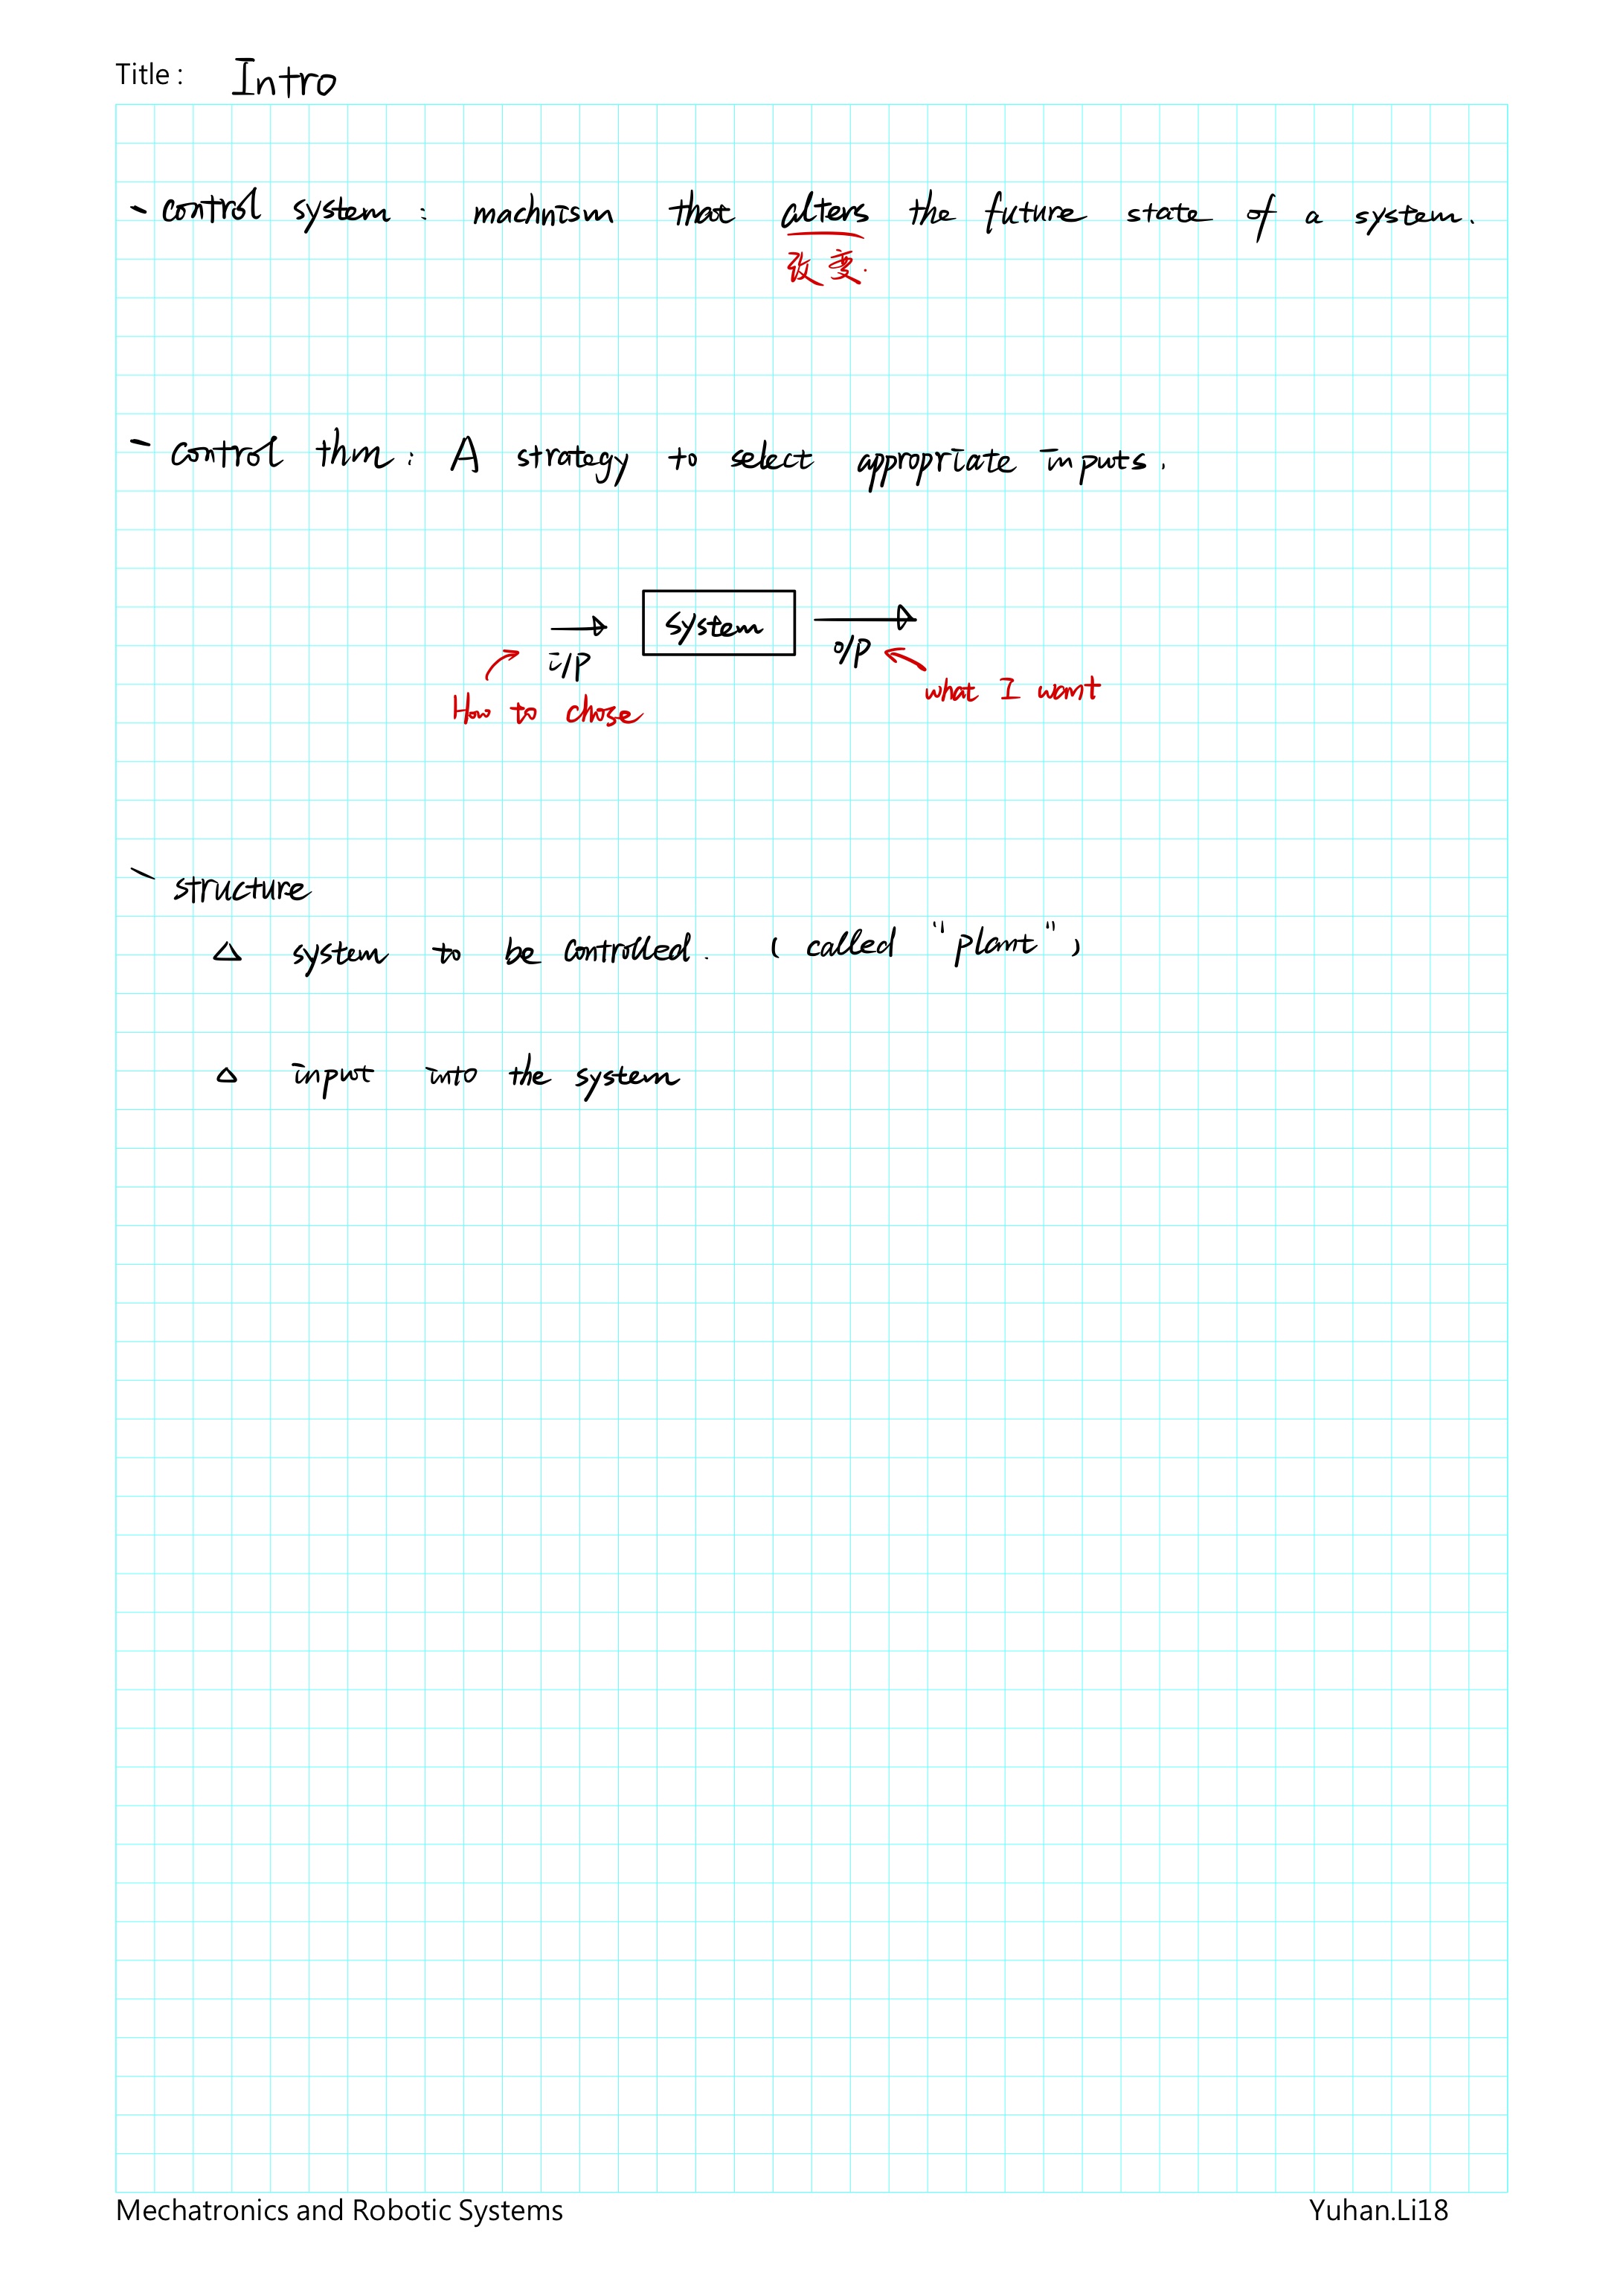 Title : Intro
- control system : machnism that alters the future state of a system.
改变.
- control thm : A strategy to select appropriate inputs.
System
i/p
o/p
How to chose
what I want
- structure
△ system to be controlled. ( called "plant" )
△ input into the system
Mechatronics and Robotic Systems
Yuhan.Li18